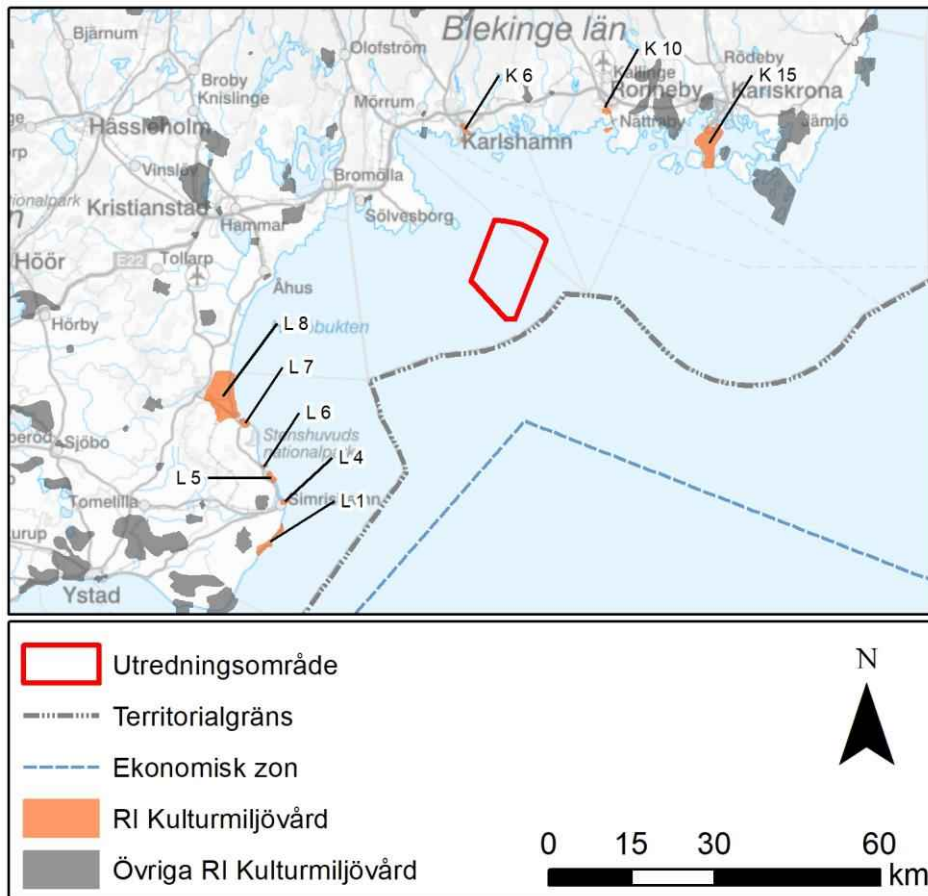 Blekinge län
Bjärnum
Olofström
K 6
K 10
Rödeby
K 15
Broby
Knislinge
Kallinge
Ronneby
Karlskrona
Mörrum
Hässleholm
Karlshamn
Nättraby
Jämjö
Vinslöv
Bromölla
Kristianstad
Sölvesborg
Hammar
Höör
E22
Tollarp
Åhus
Hörby
L 8
L 7
Stenshuvuds
L 6
Sjöbo
L 4
L 5
Tomelilla
L 1
Ystad
Utredningsområde
Territorialgräns
Ekonomisk zon
RI Kulturmiljövård
Övriga RI Kulturmiljövård
N
0 15 30 60
km